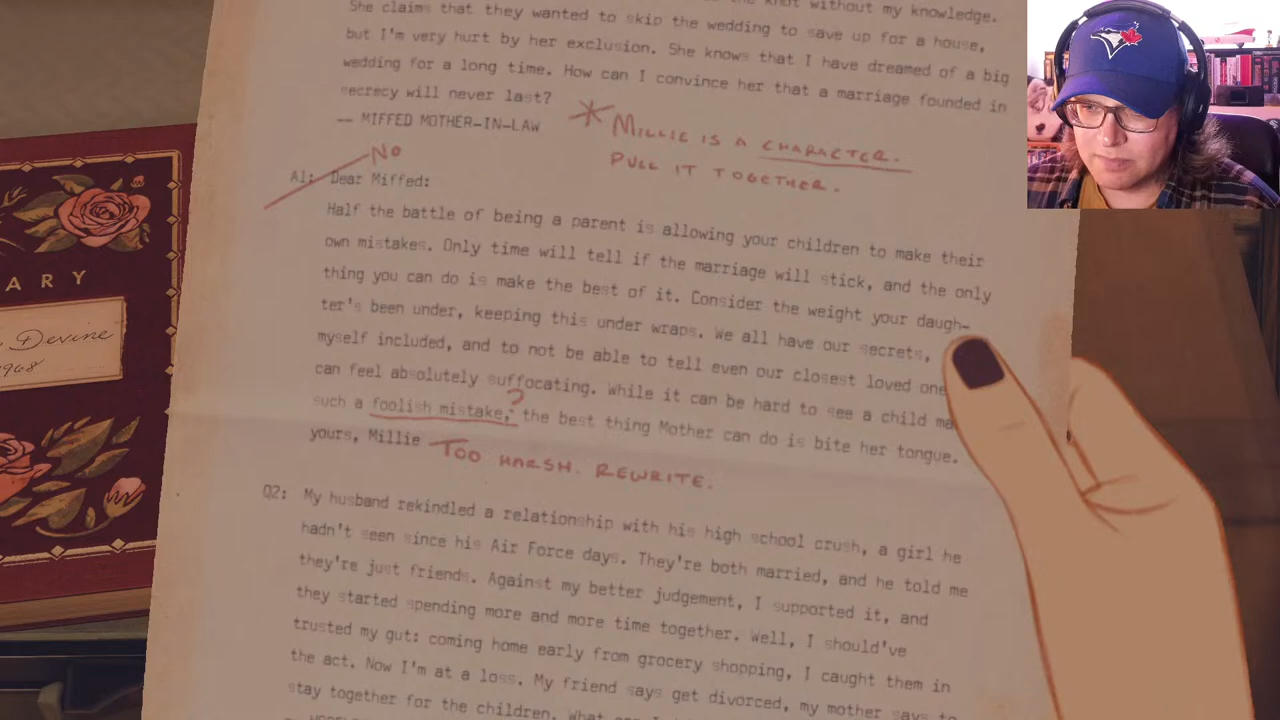 the knot without my knowledge.
She claims that they wanted to skip the wedding to save up for a house,
but I'm very hurt by her exclusion. She knows that I have dreamed of a big
wedding for a long time. How can I convince her that a marriage founded in
secrecy will never last?
-- MIFFED MOTHER-IN-LAW
* MILLIE IS A CHARACTER.
PULL IT TOGETHER.
NO
A1: Dear Miffed:
Half the battle of being a parent is allowing your children to make their
own mistakes. Only time will tell if the marriage will stick, and the only
thing you can do is make the best of it. Consider the weight your daugh-
ter's been under, keeping this under wraps. We all have our secrets,
myself included, and to not be able to tell even our closest loved one
can feel absolutely suffocating. While it can be hard to see a child ma
such a foolish mistake,? the best thing Mother can do is bite her tongue.
yours, Millie
TOO HARSH. REWRITE.
Q2: My husband rekindled a relationship with his high school crush, a girl he
hadn't seen since his Air Force days. They're both married, and he told me
they're just friends. Against my better judgement, I supported it, and
they started spending more and more time together. Well, I should've
trusted my gut: coming home early from grocery shopping, I caught them in
the act. Now I'm at a loss. My friend says get divorced, my mother says to
stay together for the children. What
ARY
Devine
1968